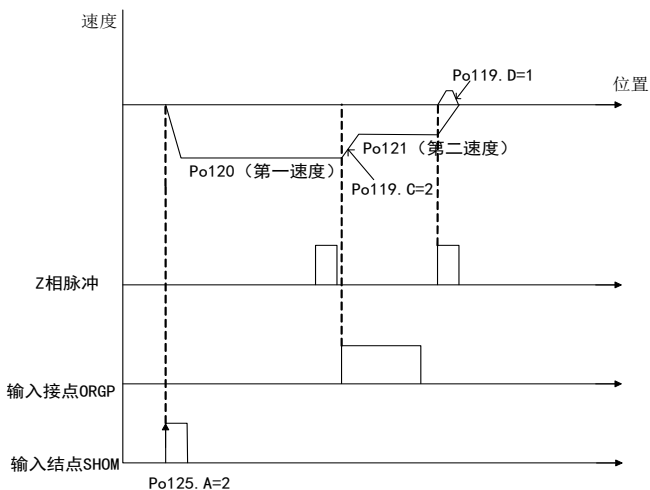 速度
Po119.D=1
位置
Po121（第二速度）
Po120（第一速度）
Po119.C=2
Z相脉冲
输入接点ORGP
输入结点SHOM
Po125.A=2